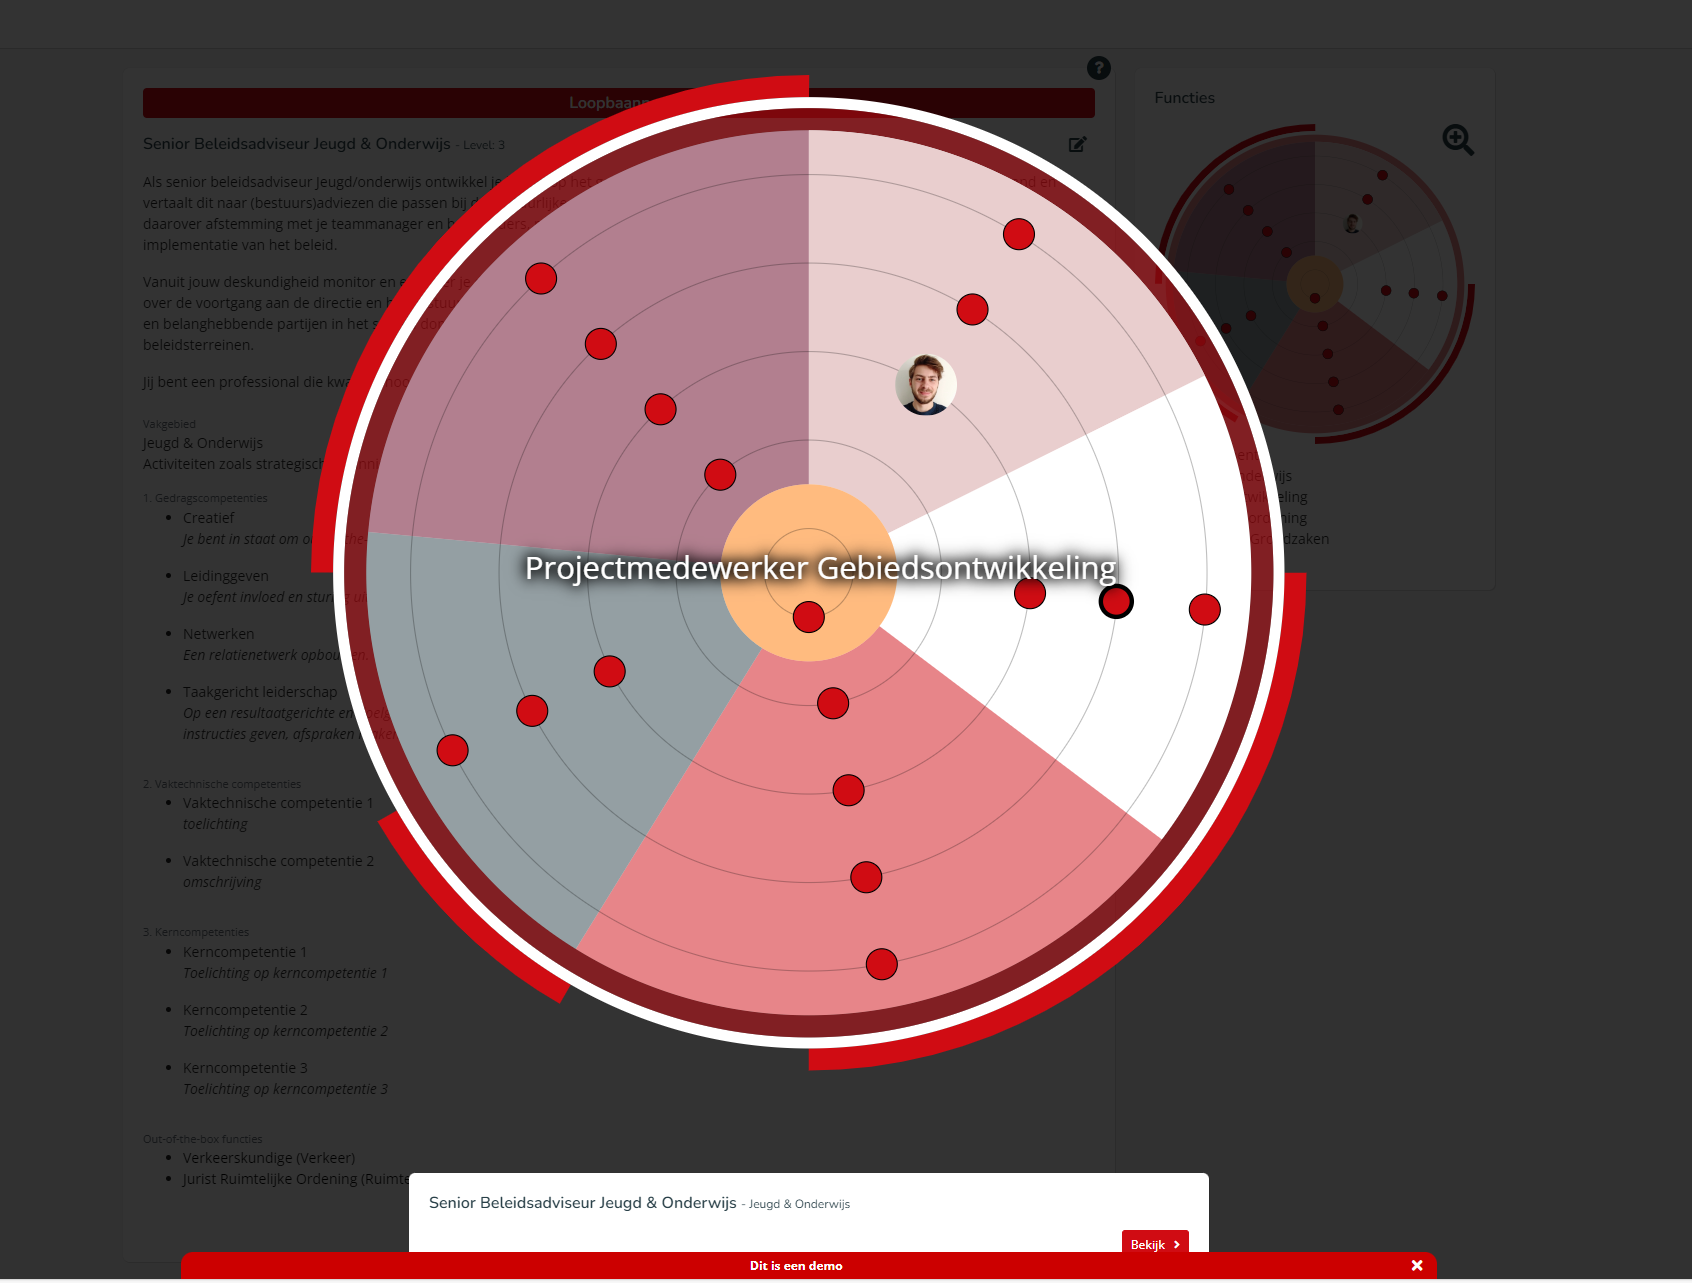 Loopbaanp
Functies
Senior Beleidsadviseur Jeugd & Onderwijs - Level: 3
Als senior beleidsadviseur Jeugd/onderwijs ontwikkel je op het
vertaalt dit naar (bestuurs)adviezen die passen bij
daarover afstemming met je teammanager en
implementatie van het beleid.
Vanuit jouw deskundigheid monitor en
over de voortgang aan de directie en
en belanghebbende partijen in het
beleidsterreinen.
Jij bent een professional die
Vakgebied
Jeugd & Onderwijs
Activiteiten zoals
1. Gedragscompetenties
Creatief
Je bent in staat om
Leidinggeven
Je oefent invloed en
Netwerken
Een relatienetwerk
Taakgericht leiderschap
Op een resultaatgerichte en
instructies geven, afspraken
2. Vaktechnische competenties
Vaktechnische competentie 1
toelichting
Vaktechnische competentie 2
omschrijving
3. Kerncompetenties
Kerncompetentie 1
Toelichting op kerncompetentie 1
Kerncompetentie 2
Toelichting op kerncompetentie 2
Kerncompetentie 3
Toelichting op kerncompetentie 3
Out-of-the-box functies
Verkeerskundige (Verkeer)
Jurist Ruimtelijke Ordening
Projectmedewerker Gebiedsontwikkeling
Senior Beleidsadviseur Jeugd & Onderwijs - Jeugd & Onderwijs
Bekijk
Dit is een demo